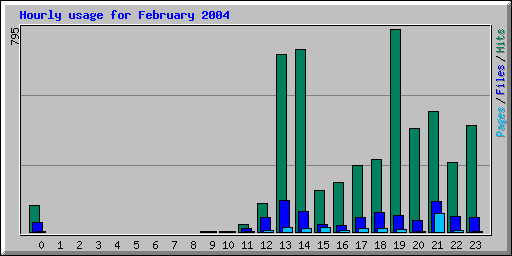 Hourly usage for February 2004
795
Pages / Files / Hits
0 1 2 3 4 5 6 7 8 9 10 11 12 13 14 15 16 17 18 19 20 21 22 23